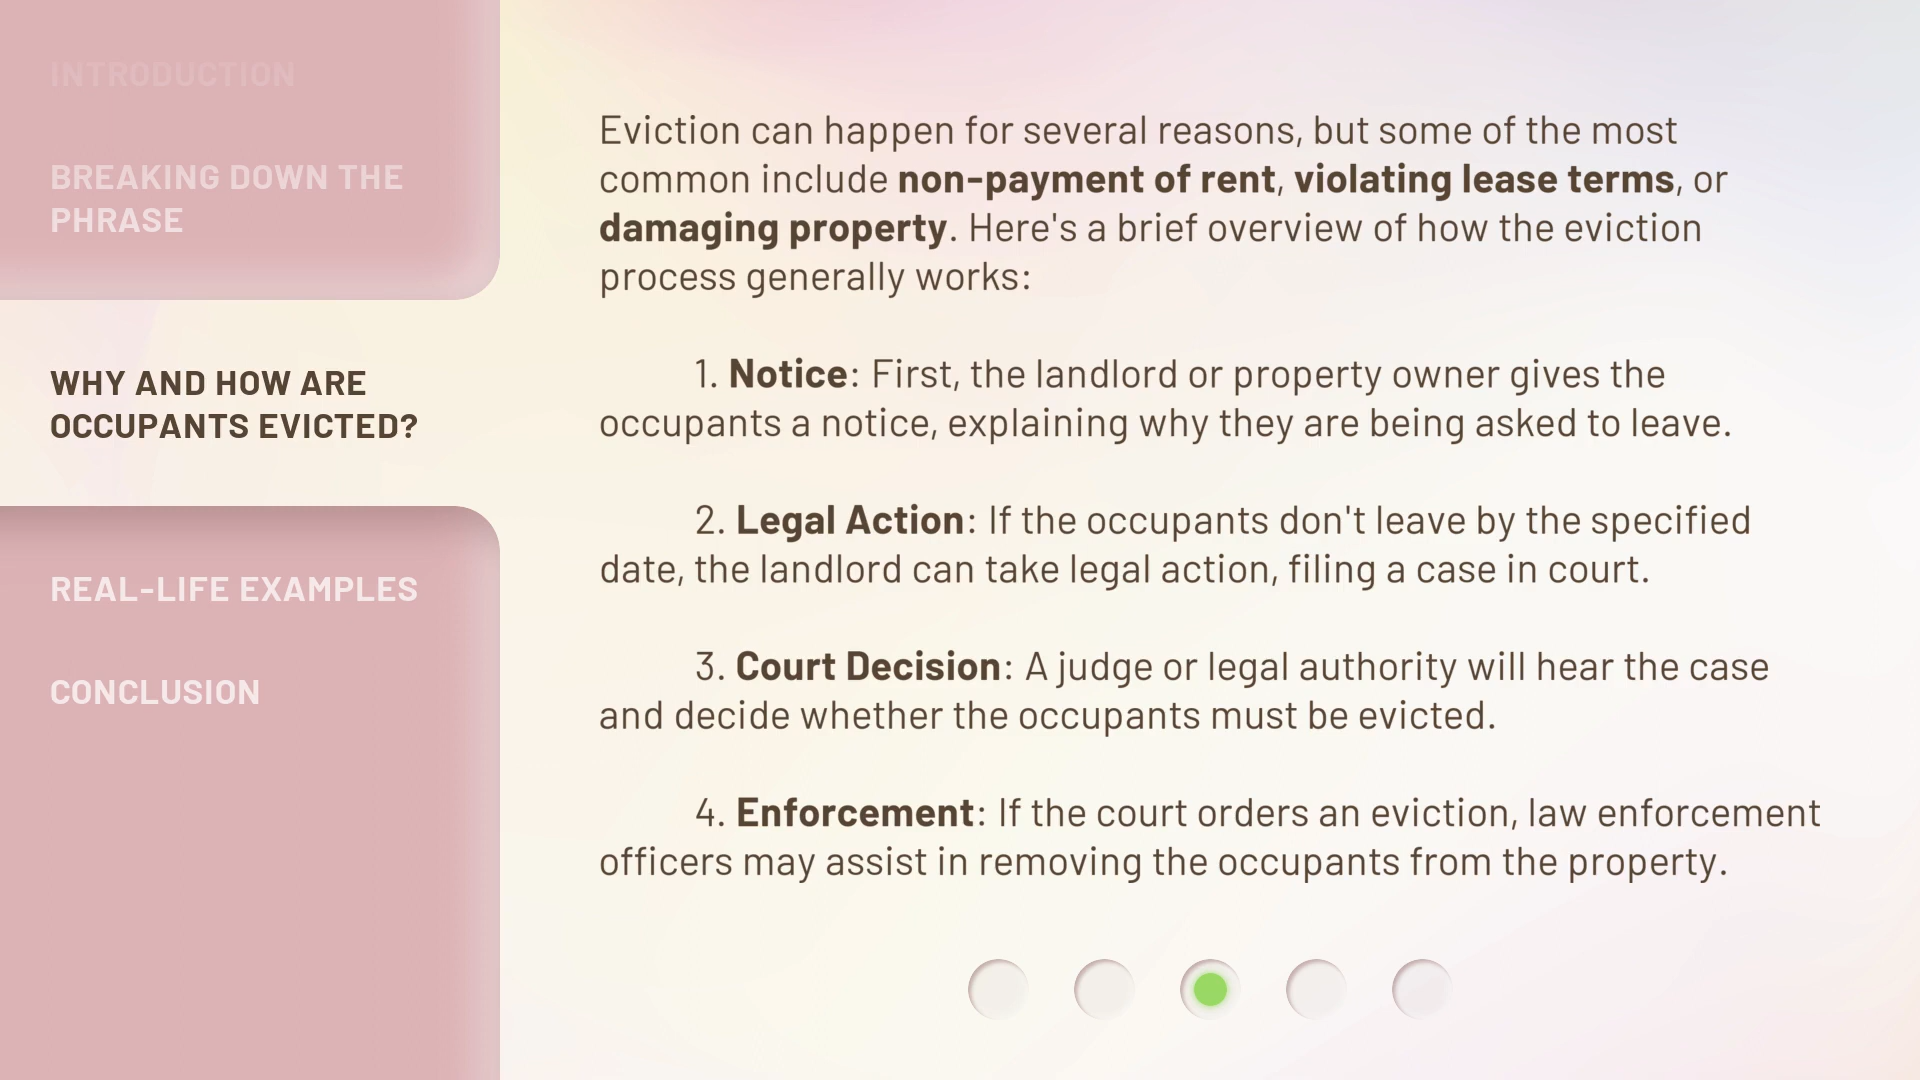 INTRODUCTION
BREAKING DOWN THE
PHRASE
WHY AND HOW ARE
OCCUPANTS EVICTED?
REAL-LIFE EXAMPLES
CONCLUSION
Eviction can happen for several reasons, but some of the most
common include non-payment of rent, violating lease terms, or
damaging property. Here's a brief overview of how the eviction
process generally works:
1. Notice: First, the landlord or property owner gives the
occupants a notice, explaining why they are being asked to leave.
2. Legal Action: If the occupants don't leave by the specified
date, the landlord can take legal action, filing a case in court.
3. Court Decision: A judge or legal authority will hear the case
and decide whether the occupants must be evicted.
4. Enforcement: If the court orders an eviction, law enforcement
officers may assist in removing the occupants from the property.